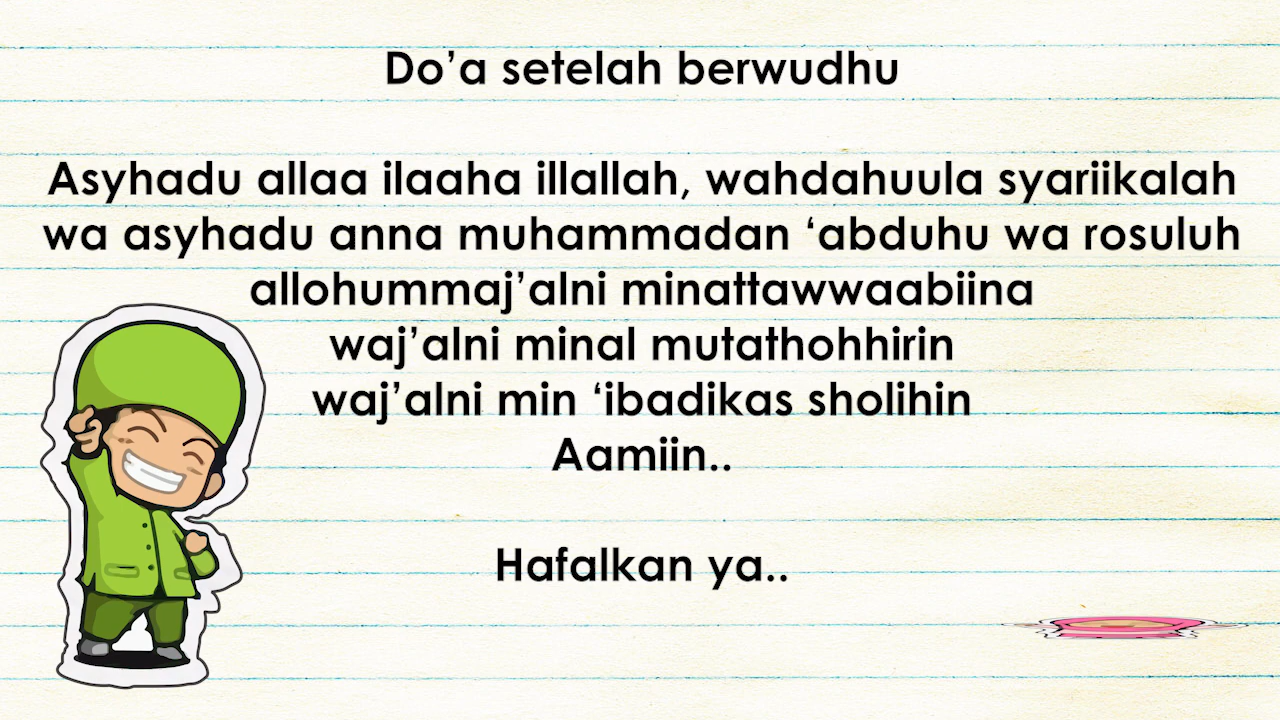 Do’a setelah berwudhu
Asyhadu allaa ilaaha illallah, wahdahuula syariikalah
wa asyhadu anna muhammadan ‘abduhu wa rosuluh
allohummaj’alni minattawwaabiina
waj’alni minal mutathohhirin
waj’alni min ‘ibadikas sholihin
Aamiin..
Hafalkan ya..